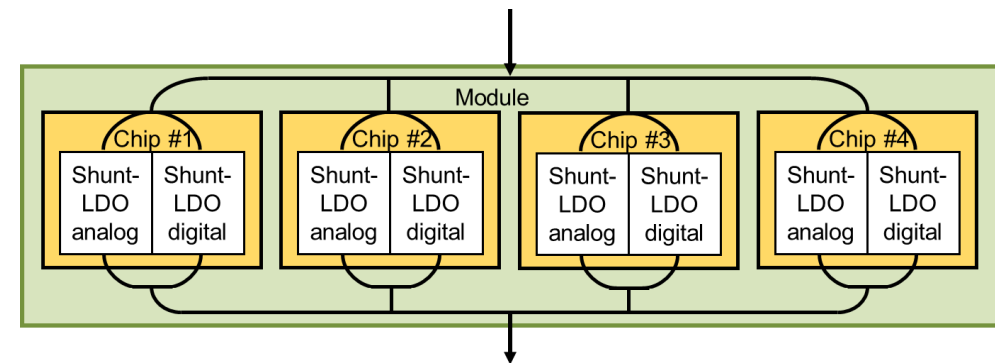 Module
Chip #1
Shunt-
LDO
analog
Shunt-
LDO
digital
Chip #2
Shunt-
LDO
analog
Shunt-
LDO
digital
Chip #3
Shunt-
LDO
analog
Shunt-
LDO
digital
Chip #4
Shunt-
LDO
analog
Shunt-
LDO
digital